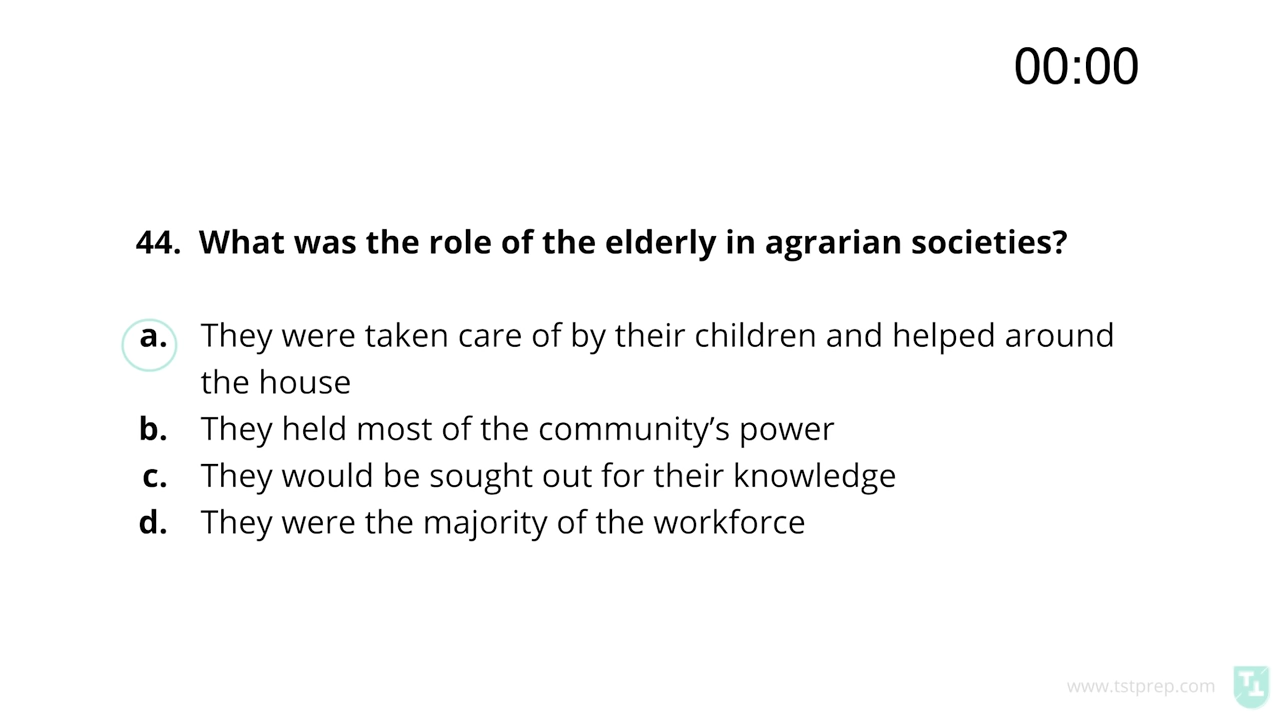 00:00
44. What was the role of the elderly in agrarian societies?
a. They were taken care of by their children and helped around
the house
b. They held most of the community’s power
c. They would be sought out for their knowledge
d. They were the majority of the workforce
www.tstprep.com